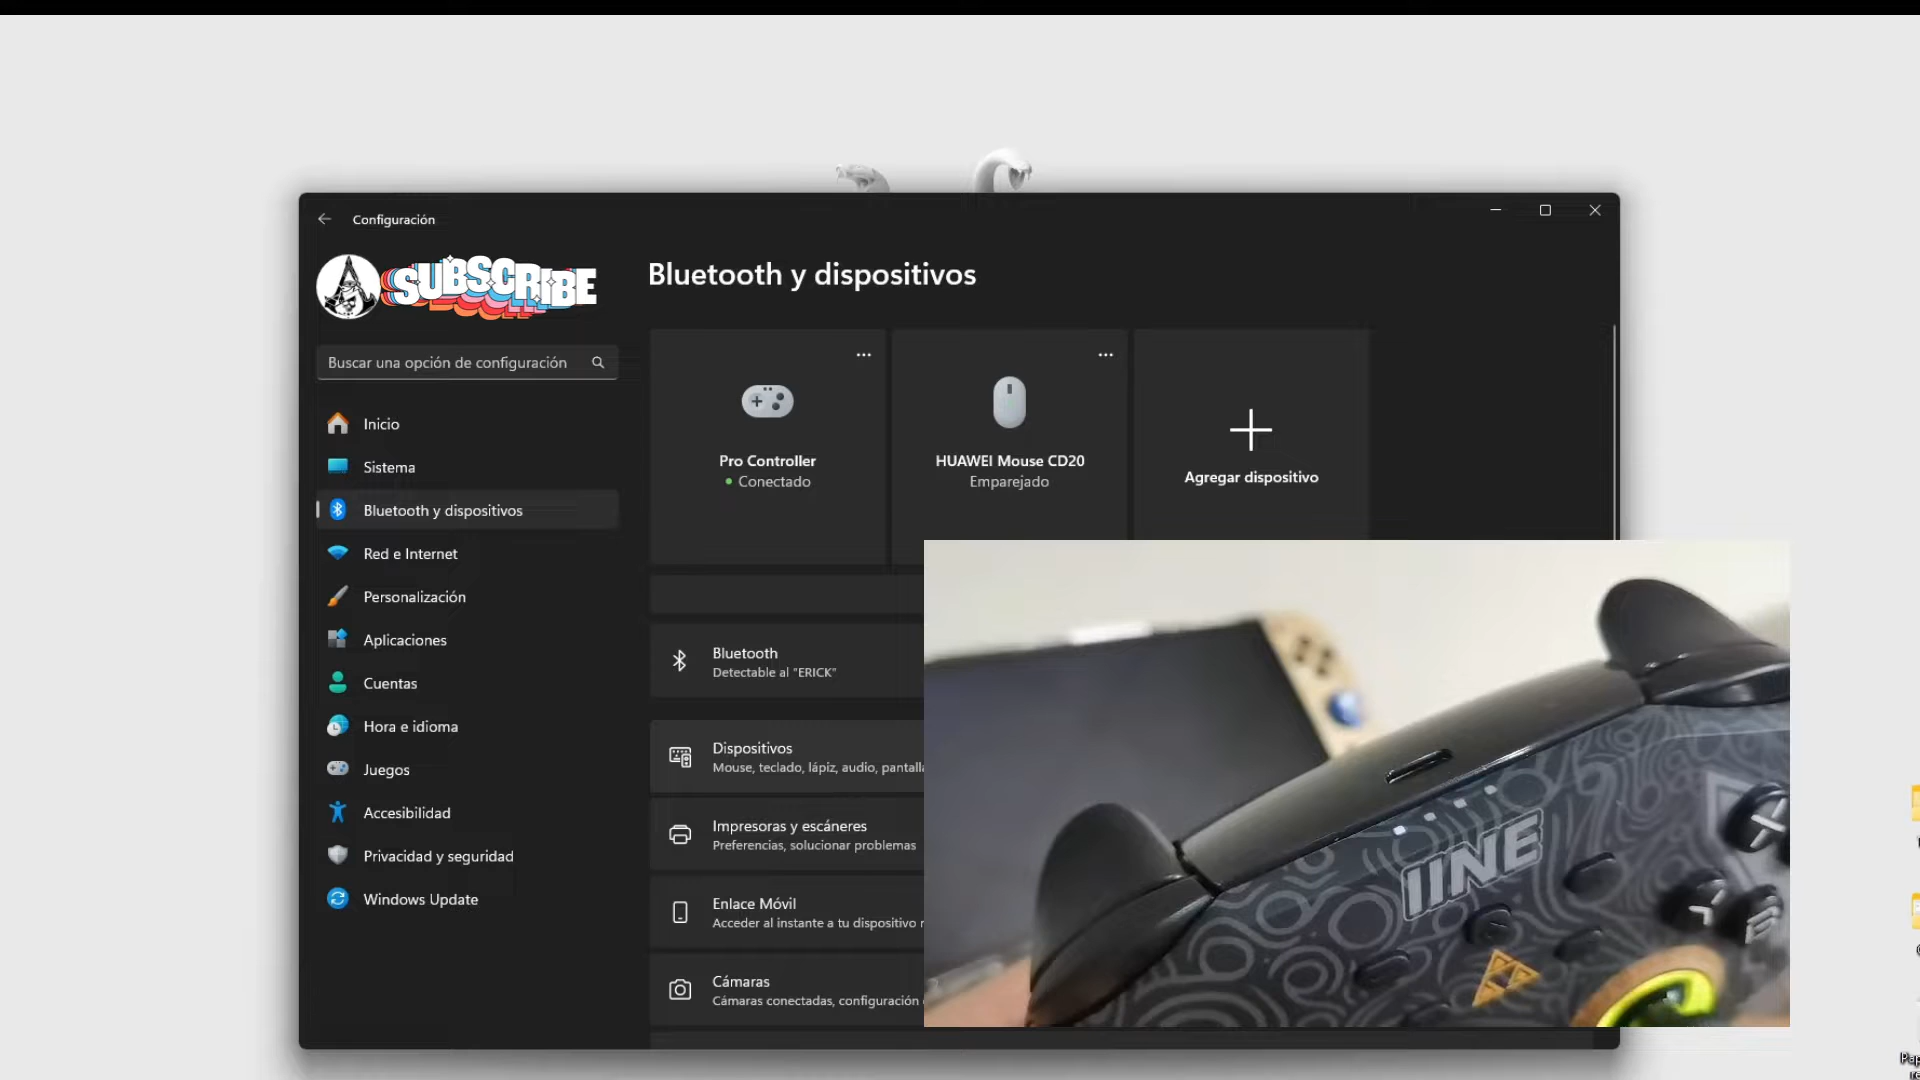 Configuración
SUBSCRIBE
Bluetooth y dispositivos
Buscar una opción de configuración
Inicio
Sistema
Bluetooth y dispositivos
Red e Internet
Personalización
Aplicaciones
Cuentas
Hora e idioma
Juegos
Accesibilidad
Privacidad y seguridad
Windows Update
Pro Controller
Conectado
HUAWEI Mouse CD20
Emparejado
Agregar dispositivo
Bluetooth
Detectable al "ERICK"
Dispositivos
Mouse, teclado, lápiz, audio, pantalla
Impresoras y escáneres
Preferencias, solucionar problemas
Enlace Móvil
Acceder al instante a tu dispositivo
Cámaras
Cámaras conectadas, configuración
IINE
X
Y
B